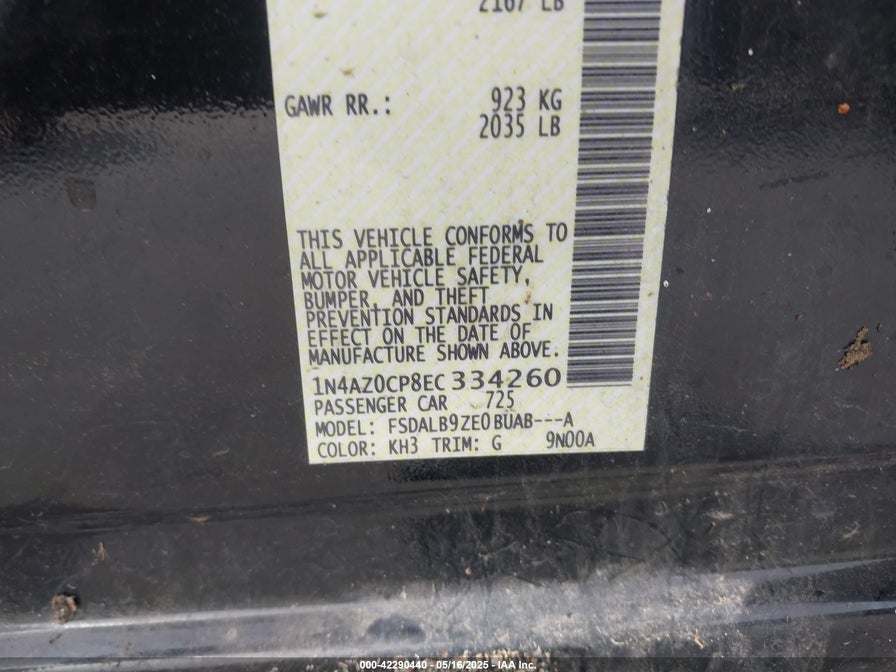 2167 LB
GAWR RR.: 923 KG
2035 LB
THIS VEHICLE CONFORMS TO
ALL APPLICABLE FEDERAL
MOTOR VEHICLE SAFETY,
BUMPER, AND THEFT
PREVENTION STANDARDS IN
EFFECT ON THE DATE OF
MANUFACTURE SHOWN ABOVE.
1N4AZ0CP8EC334260
PASSENGER CAR 725
MODEL: FSDALB9ZE0BUAB---A
COLOR: KH3 TRIM: G 9N00A
000-42290440 - 05/16/2025 - IAA Inc.